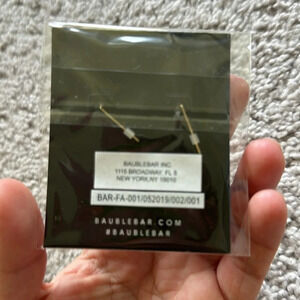 BAUBLEBAR INC
1115 BROADWAY FL 5
NEW YORK,NY 10010
BAR-FA-001/052019/002/001
BAUBLEBAR.COM
#BAUBLEBAR